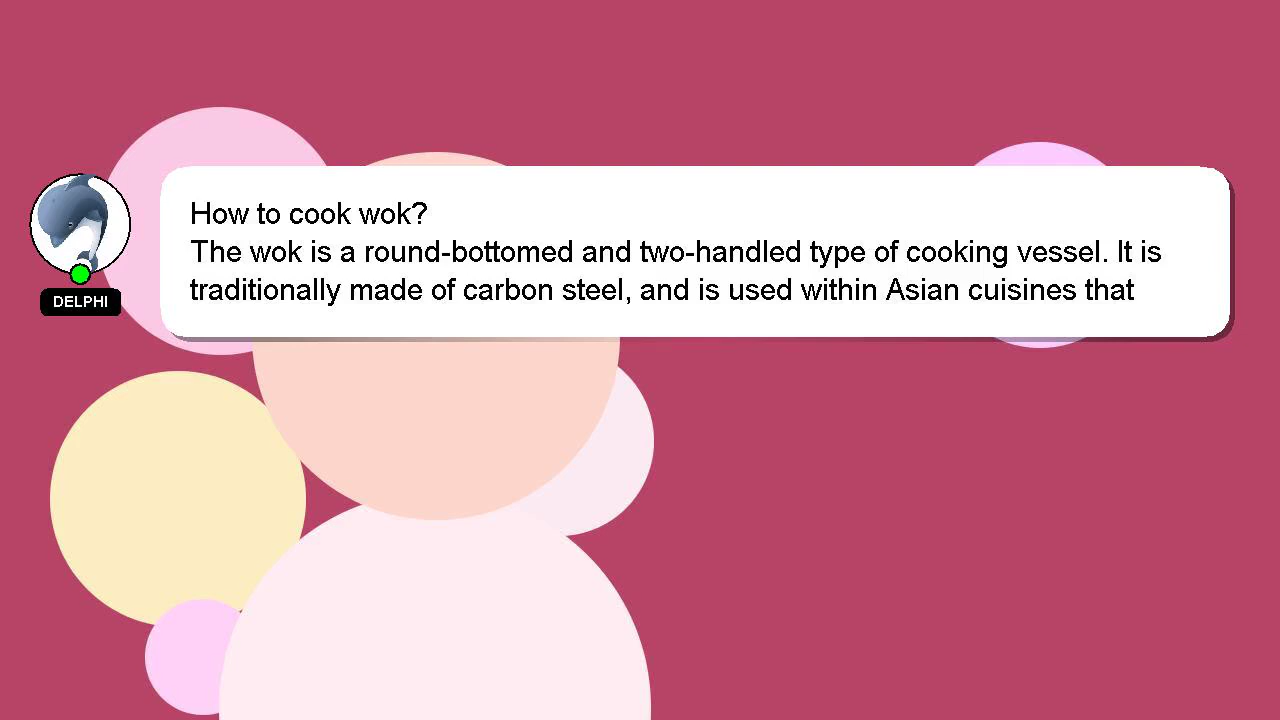 How to cook wok?
The wok is a round-bottomed and two-handled type of cooking vessel. It is
traditionally made of carbon steel, and is used within Asian cuisines that
DELPHI